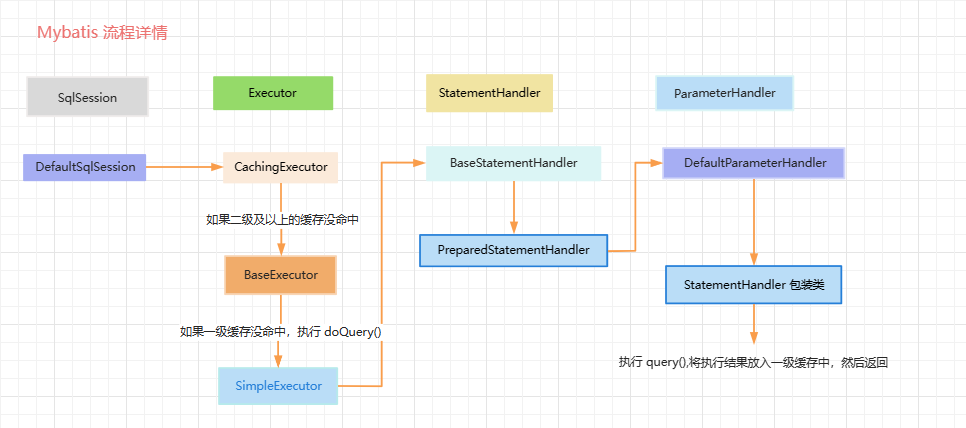 Mybatis 流程详情
SqlSession
Executor
StatementHandler
ParameterHandler
DefaultSqlSession
CachingExecutor
BaseStatementHandler
DefaultParameterHandler
如果二级及以上的缓存没命中
PreparedStatementHandler
BaseExecutor
StatementHandler 包装类
如果一级缓存没命中，执行 doQuery()
执行 query(),将执行结果放入一级缓存中，然后返回
SimpleExecutor